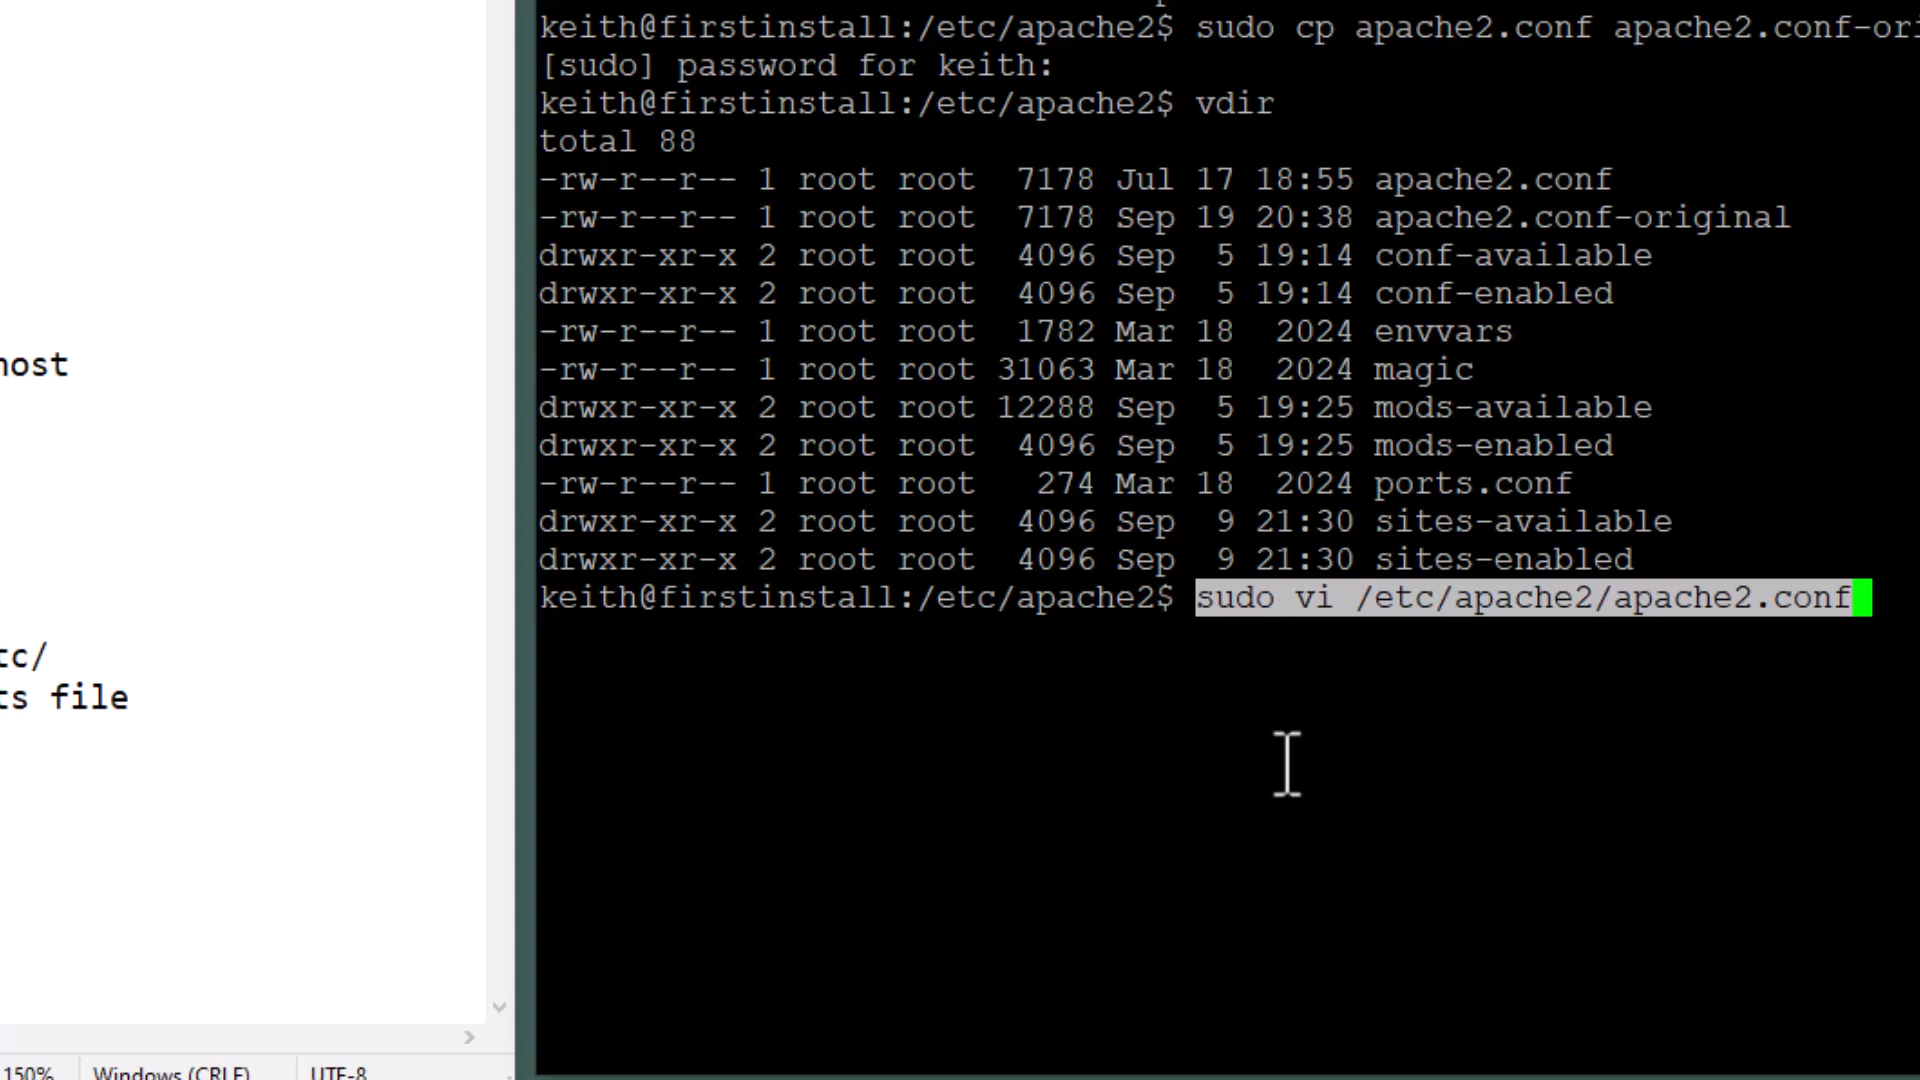 keith@firstinstall:/etc/apache2$ sudo cp apache2.conf apache2.conf-ori
[sudo] password for keith:
keith@firstinstall:/etc/apache2$ vdir
total 88
-rw-r--r-- 1 root root  7178 Jul 17 18:55 apache2.conf
-rw-r--r-- 1 root root  7178 Sep 19 20:38 apache2.conf-original
drwxr-xr-x 2 root root  4096 Sep  5 19:14 conf-available
drwxr-xr-x 2 root root  4096 Sep  5 19:14 conf-enabled
-rw-r--r-- 1 root root  1782 Mar 18  2024 envvars
-rw-r--r-- 1 root root 31063 Mar 18  2024 magic
drwxr-xr-x 2 root root 12288 Sep  5 19:25 mods-available
drwxr-xr-x 2 root root  4096 Sep  5 19:25 mods-enabled
-rw-r--r-- 1 root root   274 Mar 18  2024 ports.conf
drwxr-xr-x 2 root root  4096 Sep  9 21:30 sites-available
drwxr-xr-x 2 root root  4096 Sep  9 21:30 sites-enabled
keith@firstinstall:/etc/apache2$ sudo vi /etc/apache2/apache2.conf
host
tc/
ts file
150%
Windows (CRLF)
UTF-8